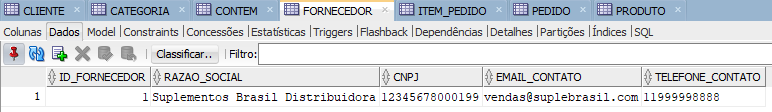 CLIENTE CATEGORIA CONTEM FORNECEDOR ITEM_PEDIDO PEDIDO PRODUTO
Colunas Dados Model Constraints Concessões Estatísticas Triggers Flashback Dependências Detalhes Partições Índices SQL
Classificar.. Filtro:
ID_FORNECEDOR RAZAO_SOCIAL CNPJ EMAIL_CONTATO TELEFONE_CONTATO
1 1 Suplementos Brasil Distribuidora 12345678000199 vendas@suplebrasil.com 11999998888